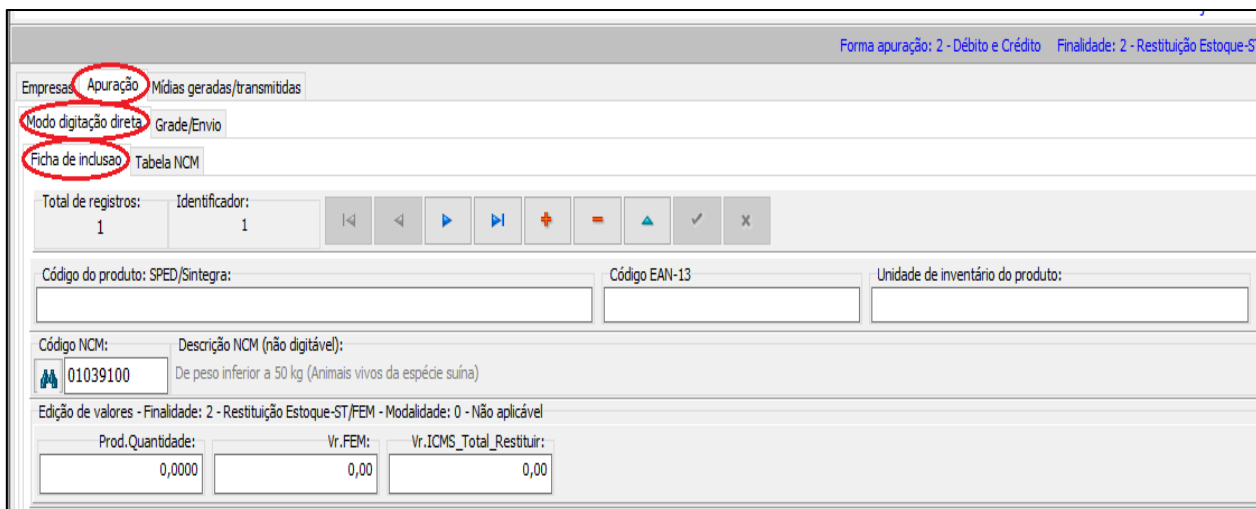 Forma apuração: 2 - Débito e Crédito Finalidade: 2 - Restituição Estoque-ST
Empresas Apuração Mídias geradas/transmitidas
Modo digitação direta Grade/Envio
Ficha de inclusao Tabela NCM
Total de registros: Identificador:
1 1
Código do produto: SPED/Sintegra: Código EAN-13 Unidade de inventário do produto:
Código NCM: Descrição NCM (não digitável):
01039100 De peso inferior a 50 kg (Animais vivos da espécie suína)
Edição de valores - Finalidade: 2 - Restituição Estoque-ST/FEM - Modalidade: 0 - Não aplicável
Prod.Quantidade: Vr.FEM: Vr.ICMS_Total_Restituir:
0,0000 0,00 0,00